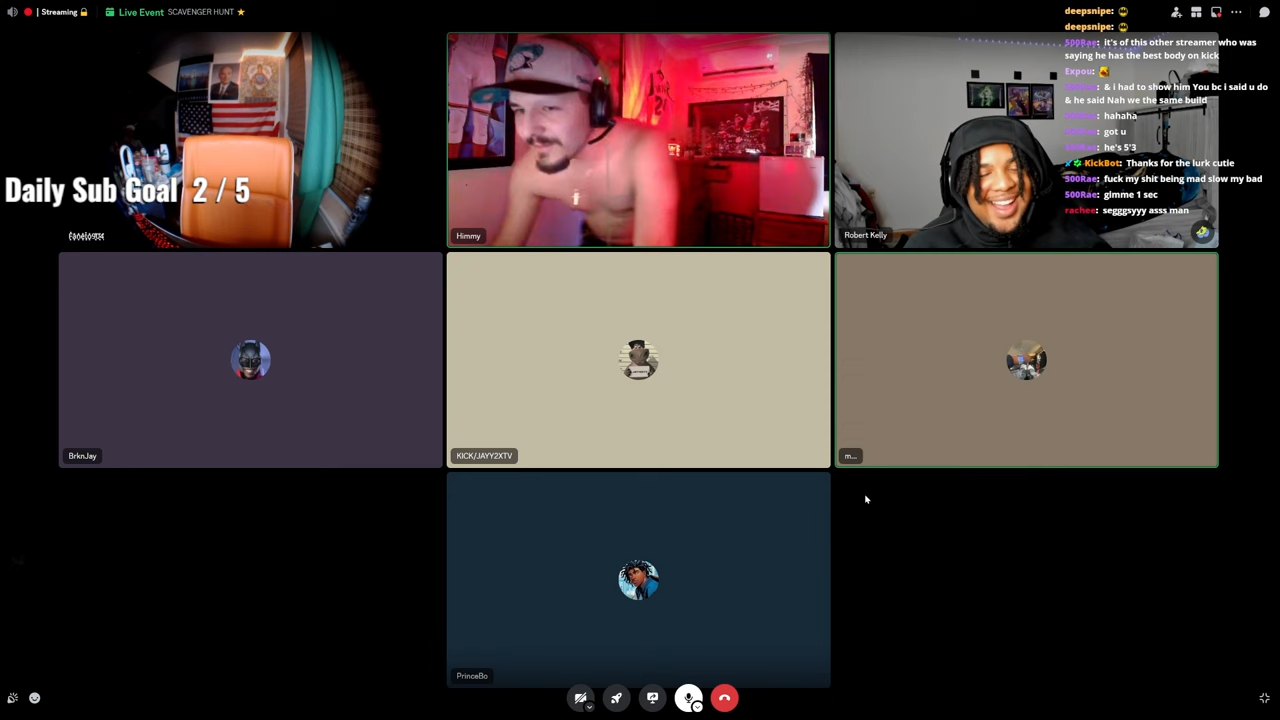 Streaming
Live Event SCAVENGER HUNT
Daily Sub Goal 2 / 5
Himmy
Robert Kelly
BrknJay
KICK/JAYY2XTV
m...
PrinceBo
deepsnipe:
deepsnipe:
500Rae: it's of this other streamer who was
saying he has the best body on kick
Expou:
500Rae: & i had to show him You bc i said u do
& he said Nah we the same build
500Rae: hahaha
500Rae: got u
500Rae: he's 5'3
KickBot: Thanks for the lurk cutie
500Rae: fuck my shit being mad slow my bad
500Rae: gimme 1 sec
rachee: segggsyyy asss man